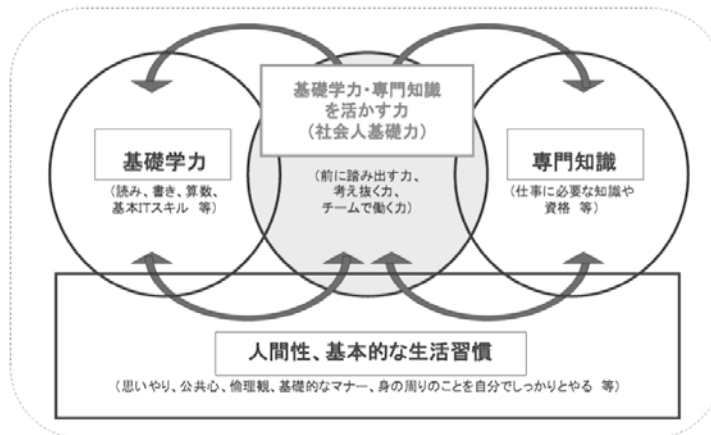 基礎学力・専門知識
を活かす力
(社会人基礎力)
基礎学力
(読み、書き、算数、
基本ITスキル 等)
(前に踏み出す力、
考え抜く力、
チームで働く力)
専門知識
(仕事に必要な知識や
資格 等)
人間性、基本的な生活習慣
(思いやり、公共心、倫理観、基礎的なマナー、身の周りのことを自分でしっかりとやる 等)